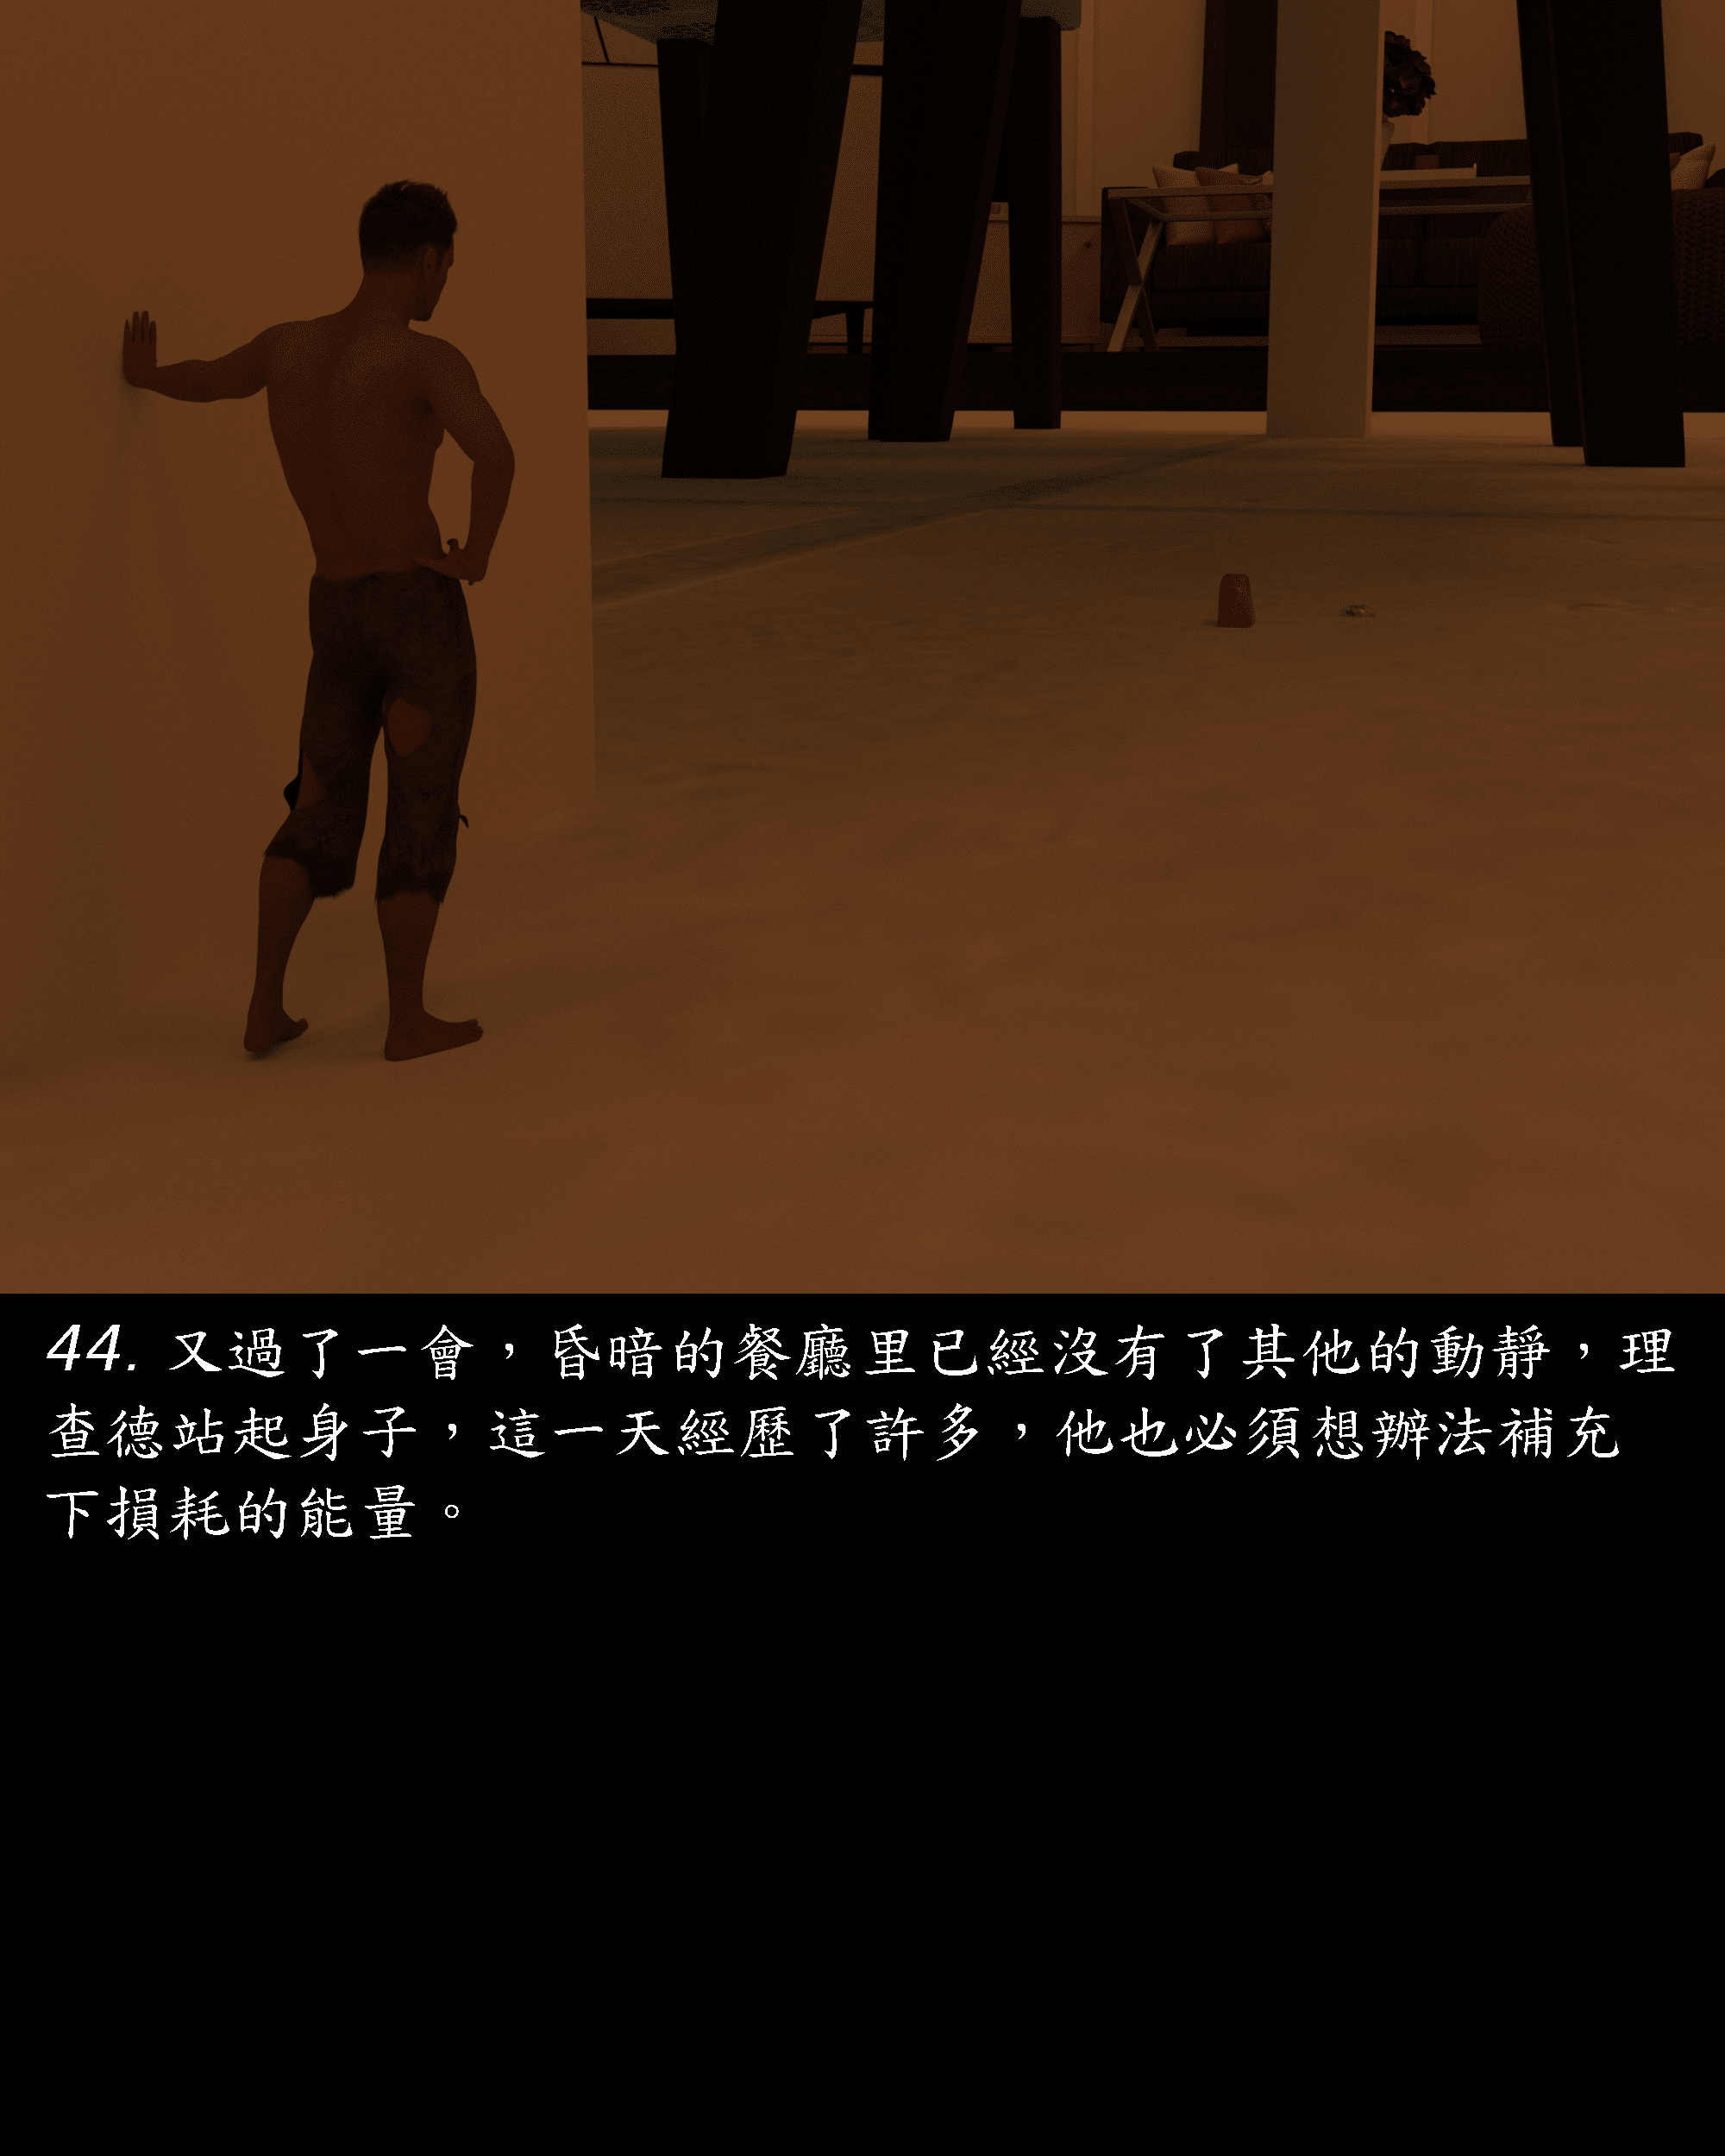 44. 又過了一會，昏暗的餐廳里已經沒有了其他的動靜，理
查德站起身子，這一天經歷了許多，他也必須想辦法補充
下損耗的能量。